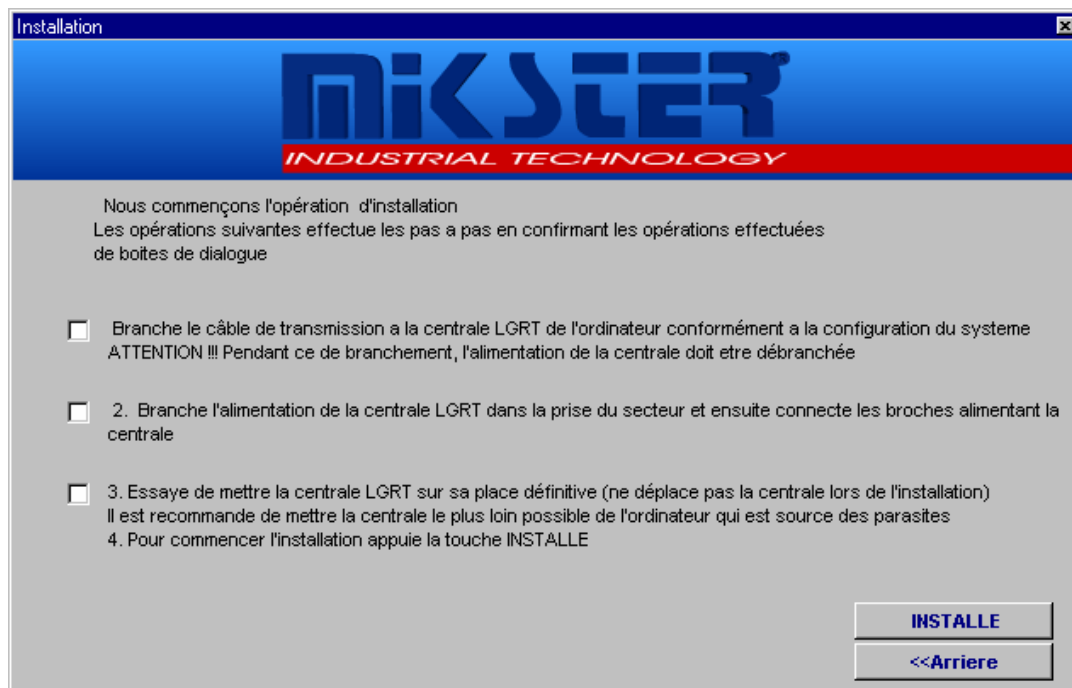 Installation
MIKSTER®
INDUSTRIAL TECHNOLOGY
Nous commençons l'opération d'installation
Les opérations suivantes effectue les pas a pas en confirmant les opérations effectuées
de boites de dialogue
Branche le câble de transmission a la centrale LGRT de l'ordinateur conformément a la configuration du systeme
ATTENTION !!! Pendant ce de branchement, l'alimentation de la centrale doit etre débranchée
2. Branche l'alimentation de la centrale LGRT dans la prise du secteur et ensuite connecte les broches alimentant la
centrale
3. Essaye de mettre la centrale LGRT sur sa place définitive (ne déplace pas la centrale lors de l'installation)
Il est recommande de mettre la centrale le plus loin possible de l'ordinateur qui est source des parasites
4. Pour commencer l'installation appuie la touche INSTALLE
INSTALLE
<<Arriere